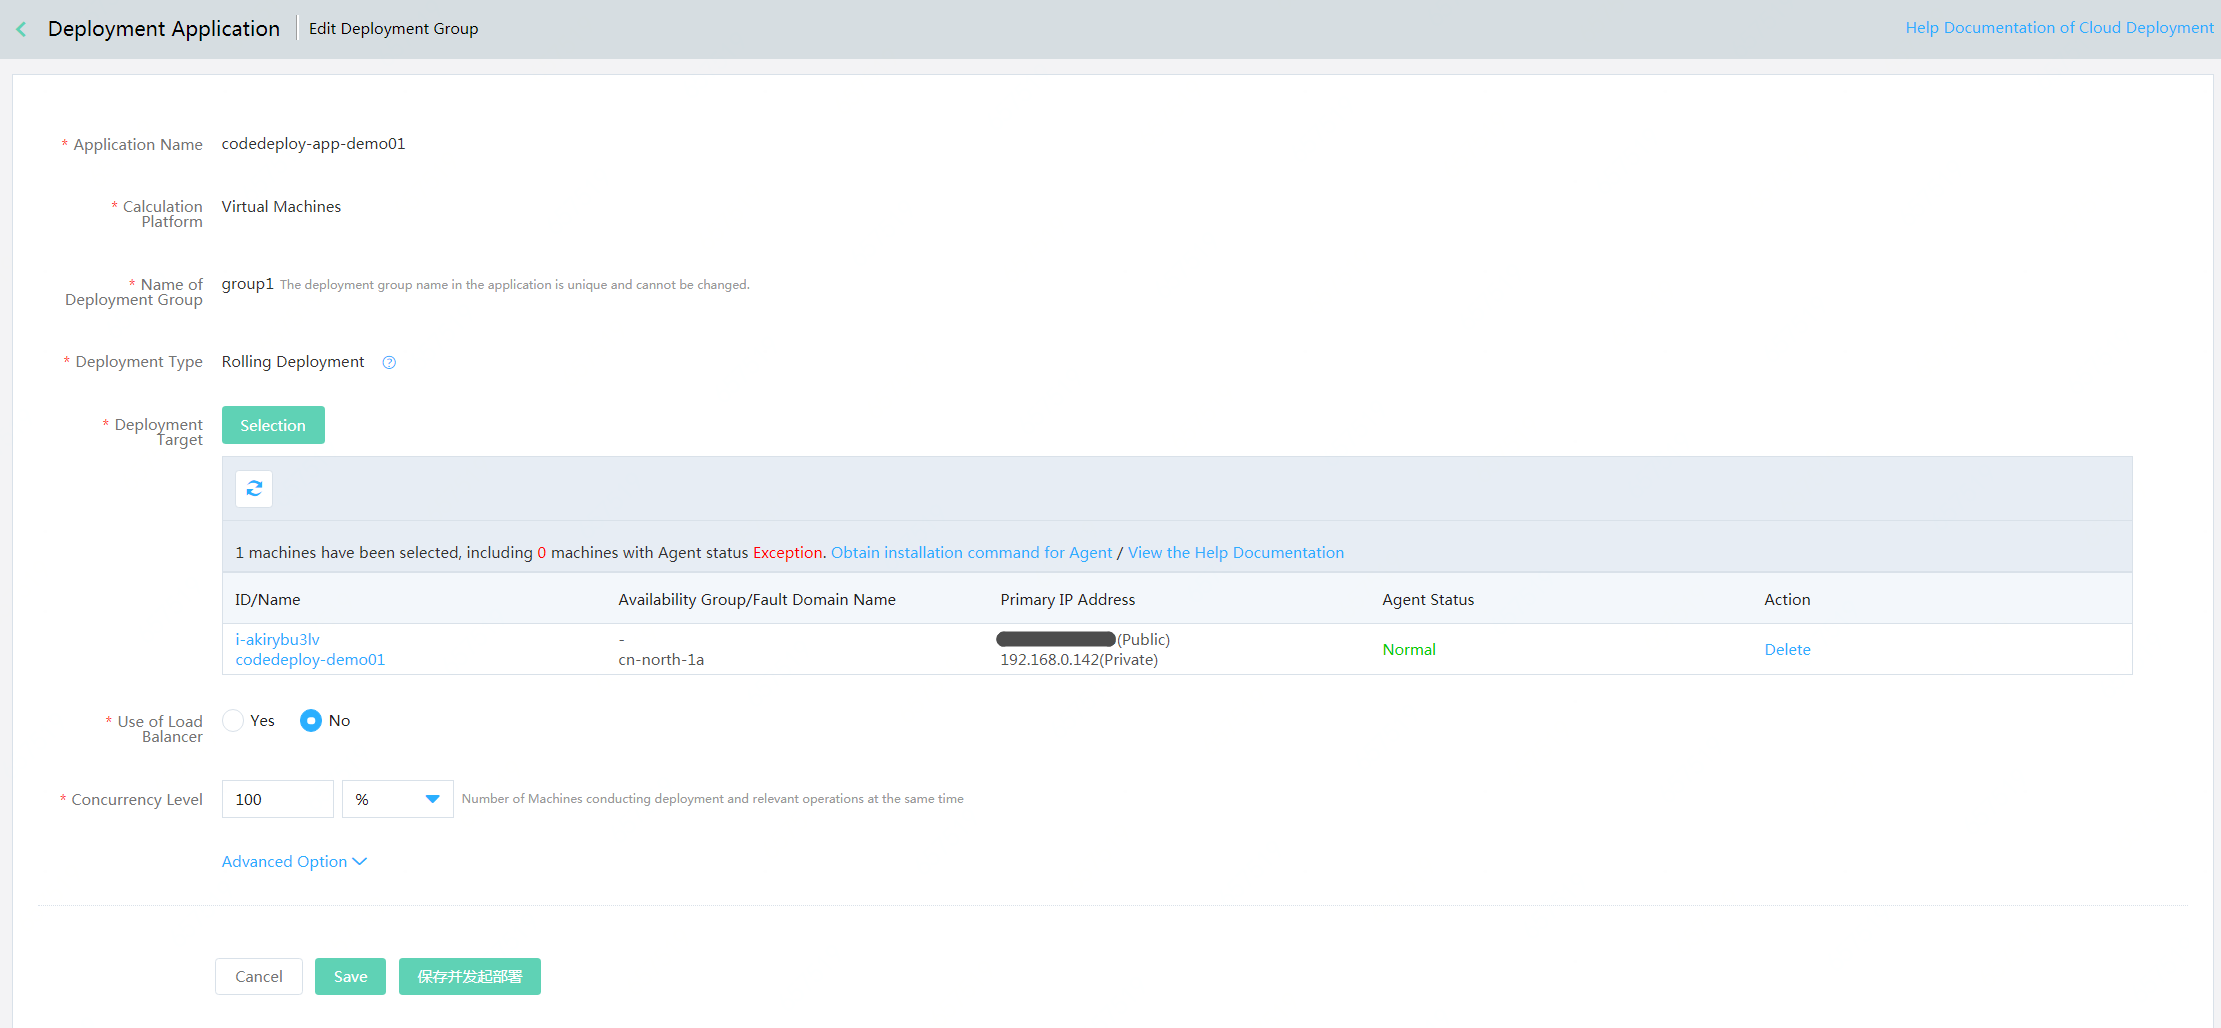 Deployment Application Edit Deployment Group Help Documentation of Cloud Deployment
* Application Name codedeploy-app-demo01
* Calculation Platform Virtual Machines
* Name of Deployment Group group1 The deployment group name in the application is unique and cannot be changed.
* Deployment Type Rolling Deployment ?
* Deployment Target Selection
1 machines have been selected, including 0 machines with Agent status Exception. Obtain installation command for Agent / View the Help Documentation
ID/Name Availability Group/Fault Domain Name Primary IP Address Agent Status Action
i-akirybu3lv - (Public)
codedeploy-demo01 cn-north-1a 192.168.0.142(Private) Normal Delete
* Use of Load Balancer Yes No
* Concurrency Level 100 % Number of Machines conducting deployment and relevant operations at the same time
Advanced Option
Cancel Save 保存并发起部署